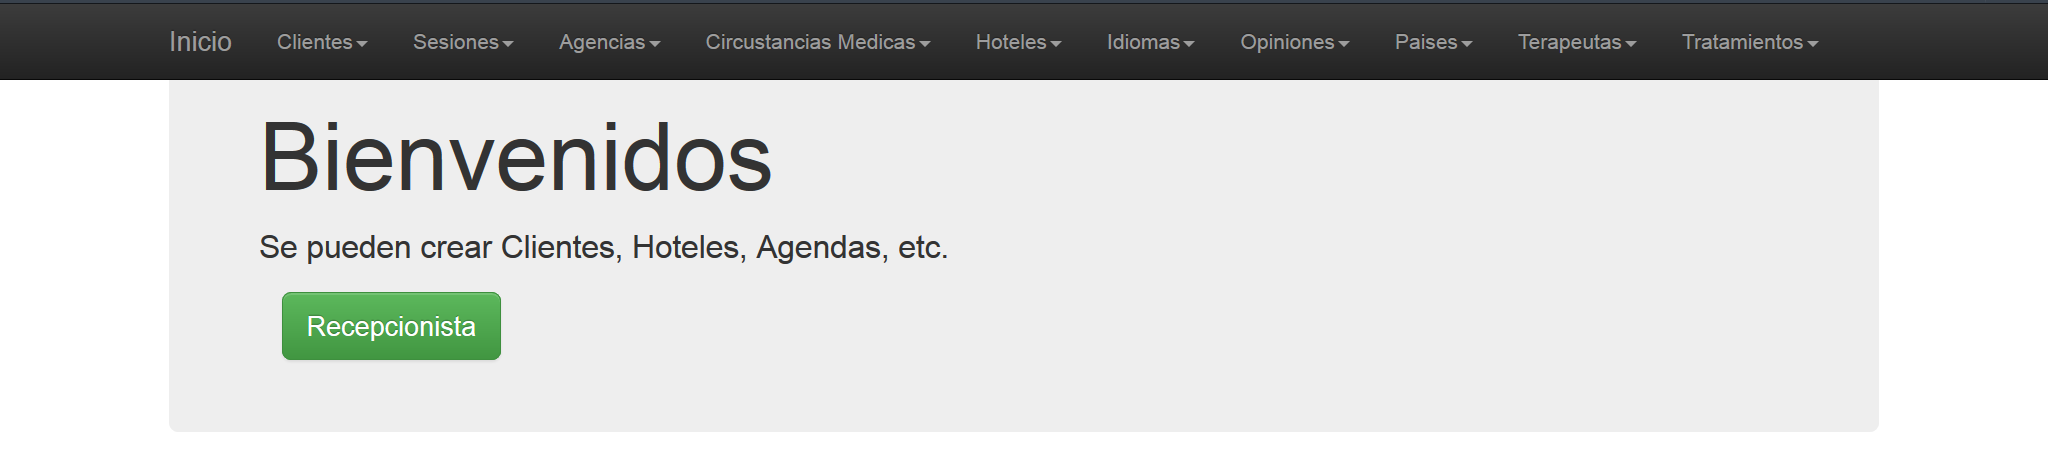 Inicio Clientes Sesiones Agencias Circustancias Medicas Hoteles Idiomas Opiniones Paises Terapeutas Tratamientos
Bienvenidos
Se pueden crear Clientes, Hoteles, Agendas, etc.
Recepcionista